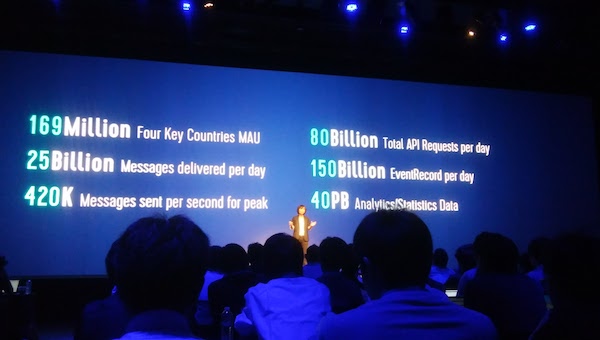 169Million Four Key Countries MAU
25Billion Messages delivered per day
420K Messages sent per second for peak
80Billion Total API Requests per day
150Billion EventRecord per day
40PB Analytics/Statistics Data